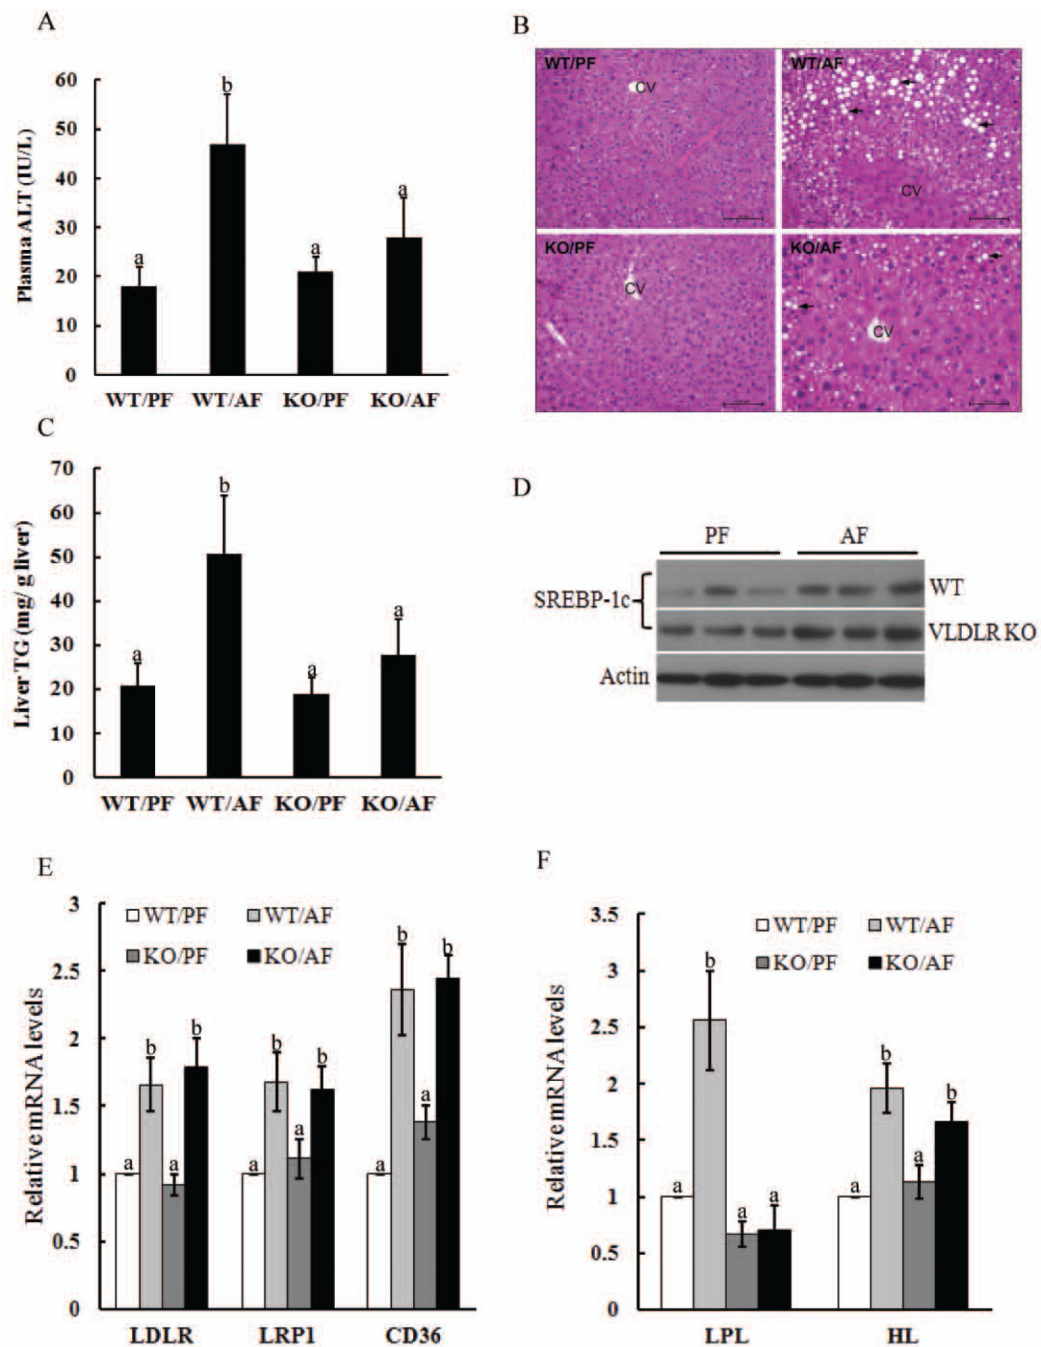 A
Plasma ALT (IU/L)
60
50
40
30
20
10
0
b
a
a
a
WT/PF WT/AF KO/PF KO/AF
B
WT/PF
CV
WT/AF
CV
KO/PF
CV
KO/AF
CV
C
Liver TG (mg/ g liver)
70
60
50
40
30
20
10
0
b
a
a
a
WT/PF WT/AF KO/PF KO/AF
D
PF AF
SREBP-1c
WT
VLDLR KO
Actin
E
Relative mRNA levels
3
2.5
2
1.5
1
0.5
0
WT/PF WT/AF
KO/PF KO/AF
a b a b
a b a b
a b a b
LDLR LRP1 CD36
F
Relative mRNA levels
3.5
3
2.5
2
1.5
1
0.5
0
WT/PF WT/AF
KO/PF KO/AF
a b a a
a b a b
LPL HL